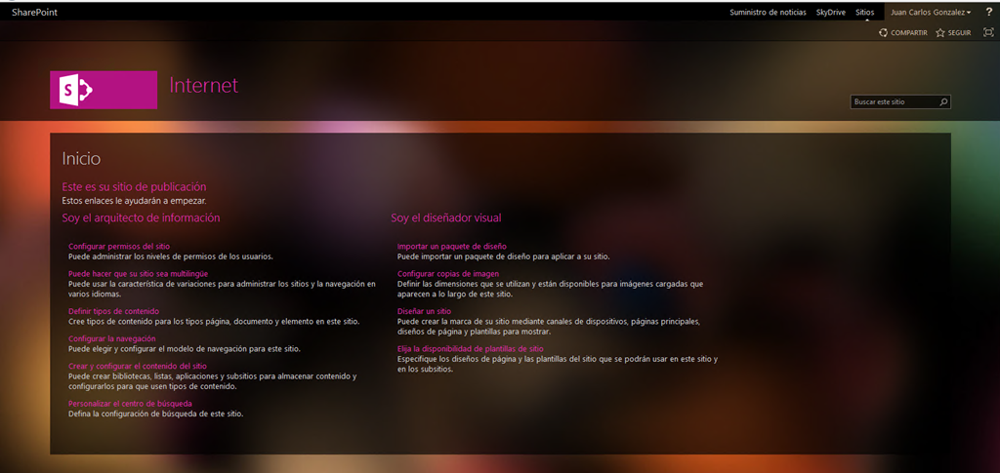 SharePoint
Suministro de noticias SkyDrive Sitios Juan Carlos Gonzalez ?
COMPARTIR SEGUIR
S
Internet
Buscar este sitio
Inicio
Este es su sitio de publicación
Estos enlaces le ayudarán a empezar.
Soy el arquitecto de información
Configurar permisos del sitio
Puede administrar los niveles de permisos de los usuarios.
Puede hacer que su sitio sea multilingüe
Puede usar la característica de variaciones para administrar los sitios y la navegación en
varios idiomas.
Definir tipos de contenido
Cree tipos de contenido para los tipos página, documento y elemento en este sitio.
Configurar la navegación
Puede elegir y configurar el modelo de navegación para este sitio.
Crear y configurar el contenido del sitio
Puede crear bibliotecas, listas, aplicaciones y subsitios para almacenar contenido y
configurarlos para que usen tipos de contenido.
Personalizar el centro de búsqueda
Defina la configuración de búsqueda de este sitio.
Soy el diseñador visual
Importar un paquete de diseño
Puede importar un paquete de diseño para aplicar a su sitio.
Configurar copias de imagen
Definir las dimensiones que se utilizan y están disponibles para imágenes cargadas que
aparecen a lo largo de este sitio.
Diseñar un sitio
Puede crear la marca de su sitio mediante canales de dispositivos, páginas principales,
diseños de página y plantillas para mostrar.
Elija la disponibilidad de plantillas de sitio
Especifique los diseños de página y las plantillas del sitio que se podrán usar en este sitio y
en los subsitios.